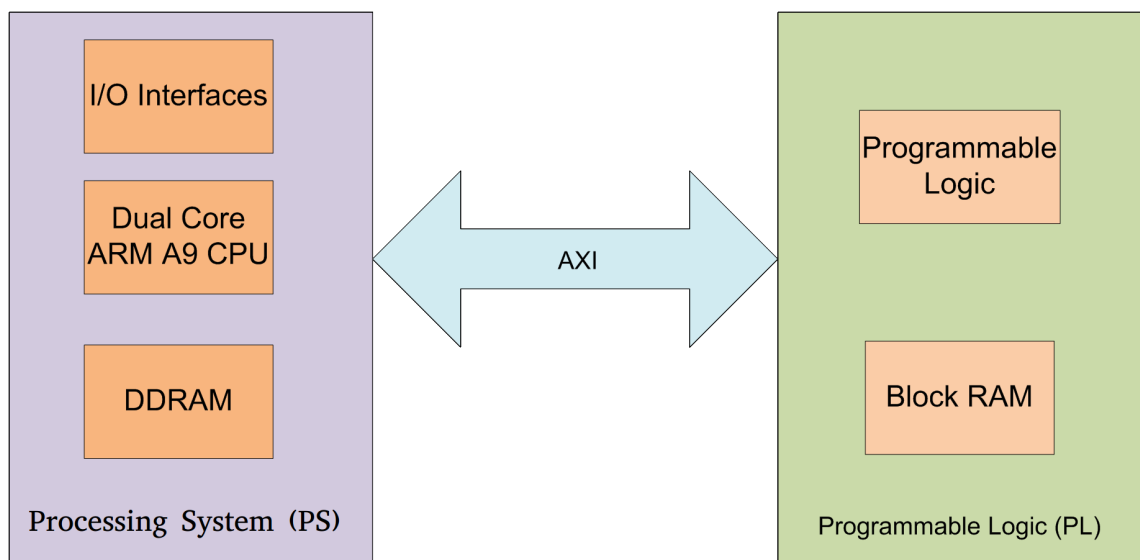 I/O Interfaces
Dual Core
ARM A9 CPU
DDRAM
Processing System (PS)
AXI
Programmable
Logic
Block RAM
Programmable Logic (PL)